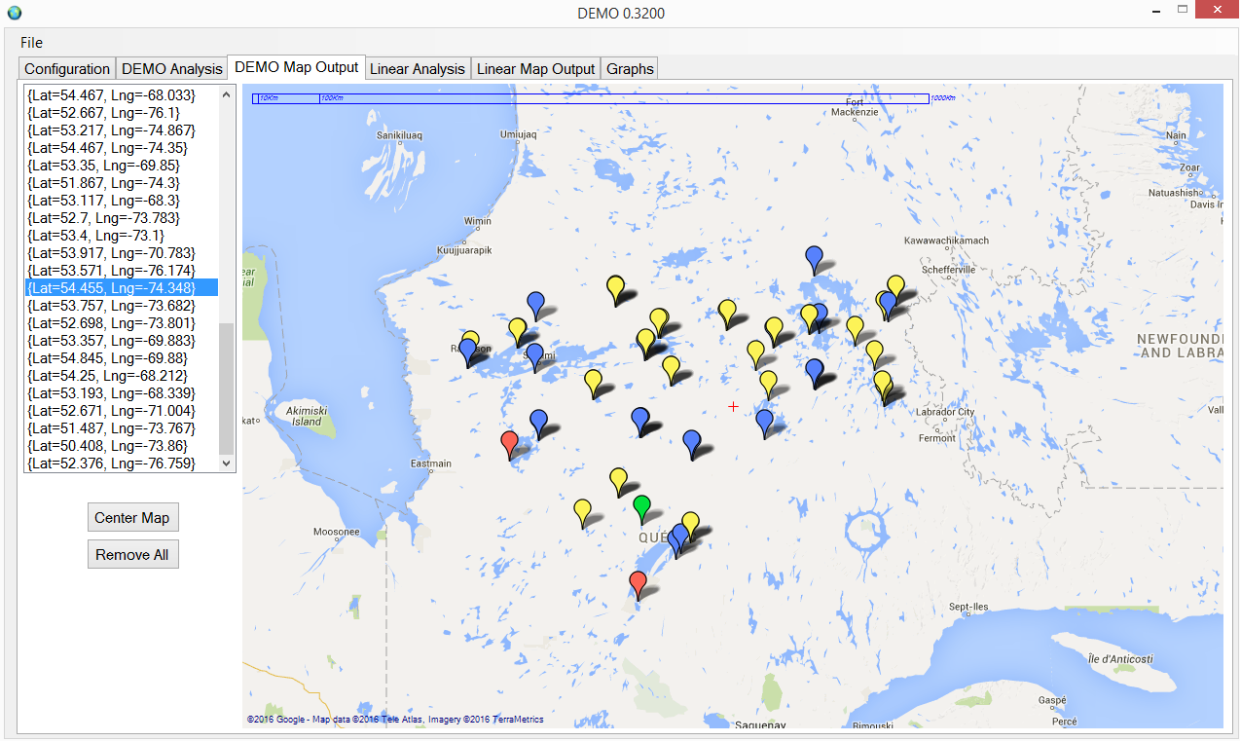 DEMO 0.3200
File
Configuration
DEMO Analysis
DEMO Map Output
Linear Analysis
Linear Map Output
Graphs
{Lat=54.467, Lng=-68.033}
{Lat=52.667, Lng=-76.1}
{Lat=53.217, Lng=-74.867}
{Lat=54.467, Lng=-74.35}
{Lat=53.35, Lng=-69.85}
{Lat=51.867, Lng=-74.3}
{Lat=53.117, Lng=-68.3}
{Lat=52.7, Lng=-73.783}
{Lat=53.4, Lng=-73.1}
{Lat=53.917, Lng=-70.783}
{Lat=53.571, Lng=-76.174}
{Lat=54.455, Lng=-74.348}
{Lat=53.757, Lng=-73.682}
{Lat=52.698, Lng=-73.801}
{Lat=53.357, Lng=-69.883}
{Lat=54.845, Lng=-69.88}
{Lat=54.25, Lng=-68.212}
{Lat=53.193, Lng=-68.339}
{Lat=52.671, Lng=-71.004}
{Lat=51.487, Lng=-73.767}
{Lat=50.408, Lng=-73.86}
{Lat=52.376, Lng=-76.759}
Center Map
Remove All
10Km
100Km
1000Km
Fort
Mackenzie
Sanikiluaq
Umiujaq
Nain
Zoar
Natuashish
Davis In
Wimin
Kuujjuarapik
Kawawachikamach
Schefferville
NEWFOUNDL
AND LABRA
Akimiski
Island
Labrador City
Fermont
Eastmain
Moosonee
QUÉ
Sept-Iles
Île d'Anticosti
Gaspé
Percé
Saguenay
Rimouski
©2016 Google - Map data ©2016 Tele Atlas, Imagery ©2016 TerraMetrics